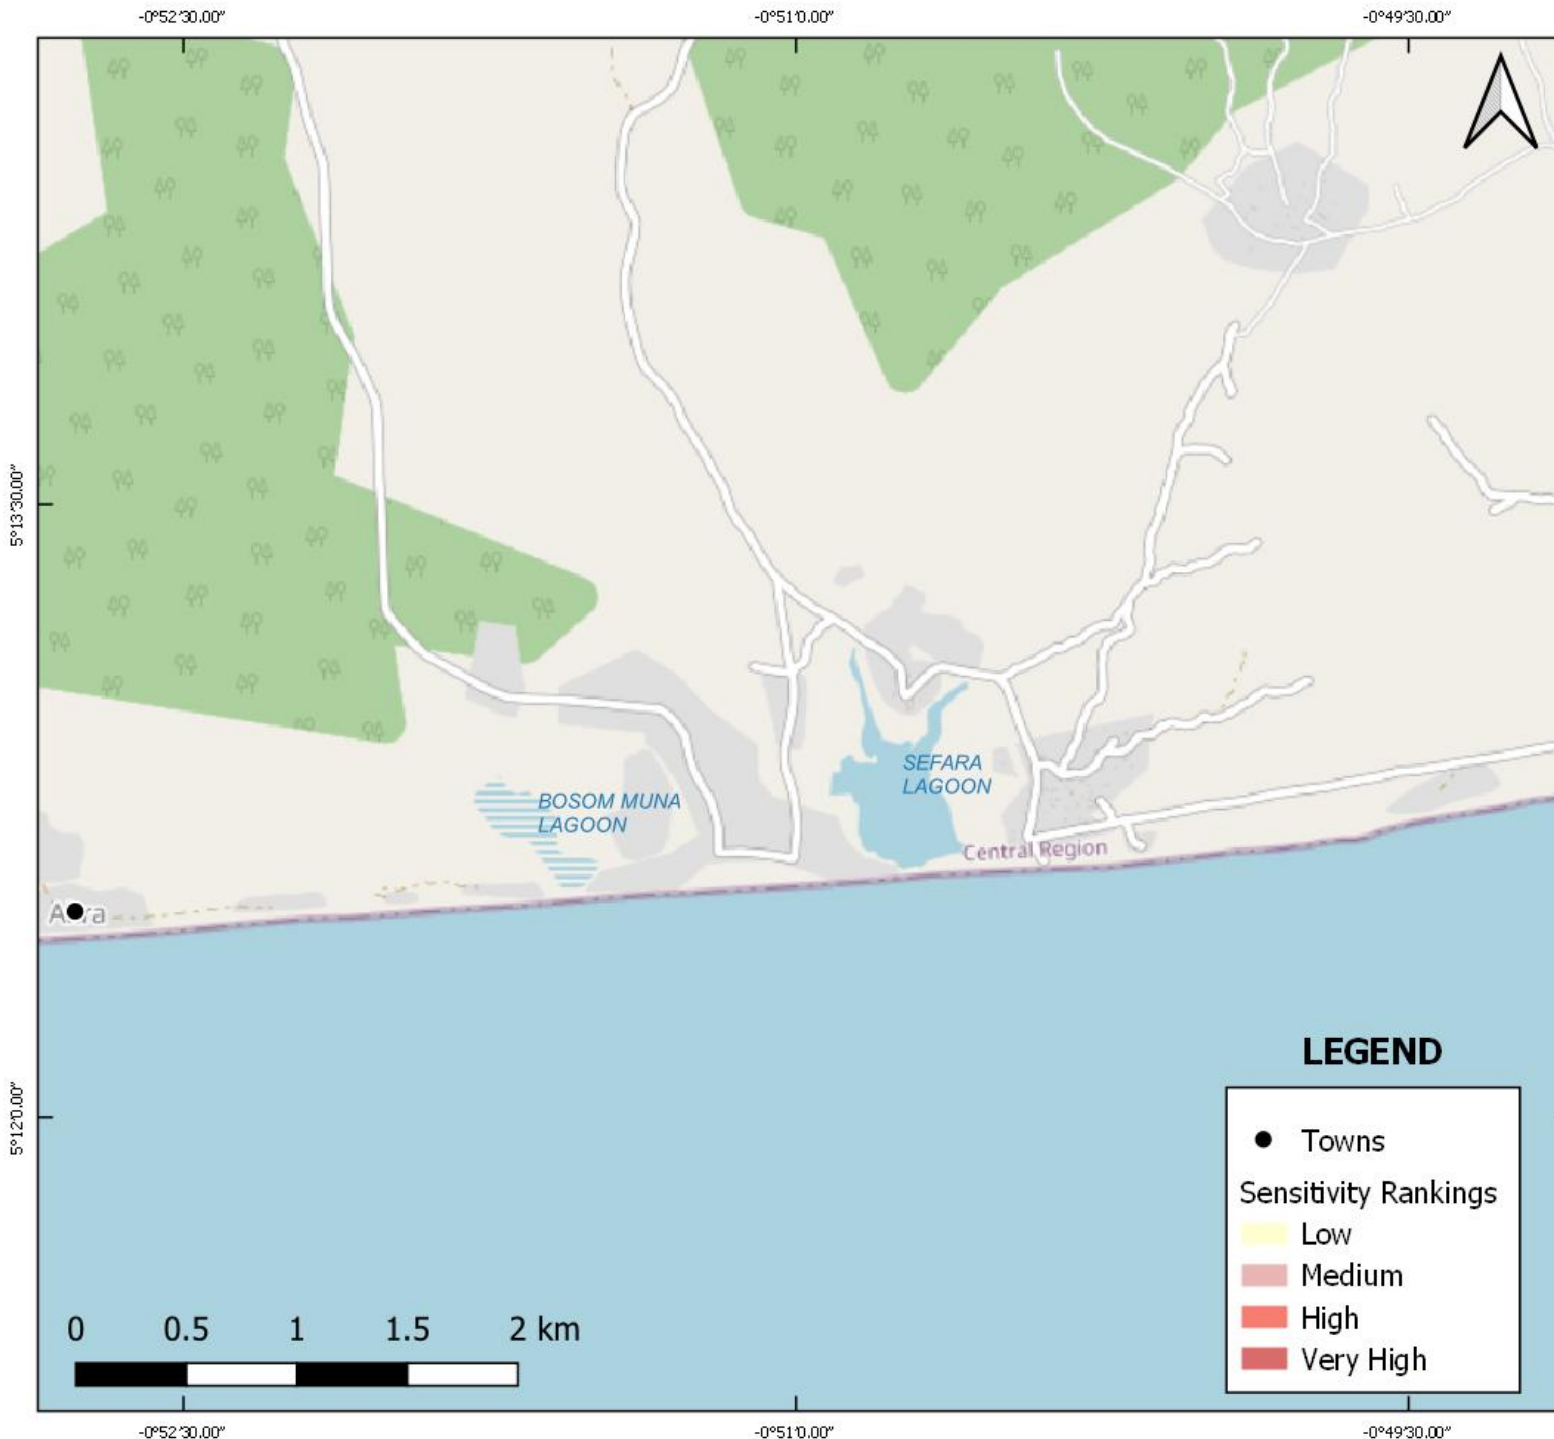 -0°52'30.00"
-0°51'0.00"
-0°49'30.00"
5°13'30.00"
SEFARA
LAGOON
BOSOM MUNA
LAGOON
Central Region
5°12'0.00"
LEGEND
Towns
Sensitivity Rankings
Low
Medium
High
Very High
0 0.5 1 1.5 2 km
-0°52'30.00"
-0°51'0.00"
-0°49'30.00"